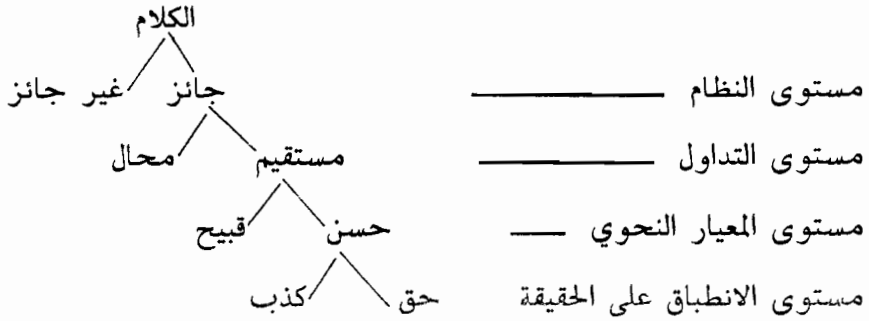 الكلام
مستوى النظام جائز غير جائز
مستوى التداول مستقيم محال
مستوى المعيار النحوي حسن قبيح
مستوى الانطباق على الحقيقة حق كذب